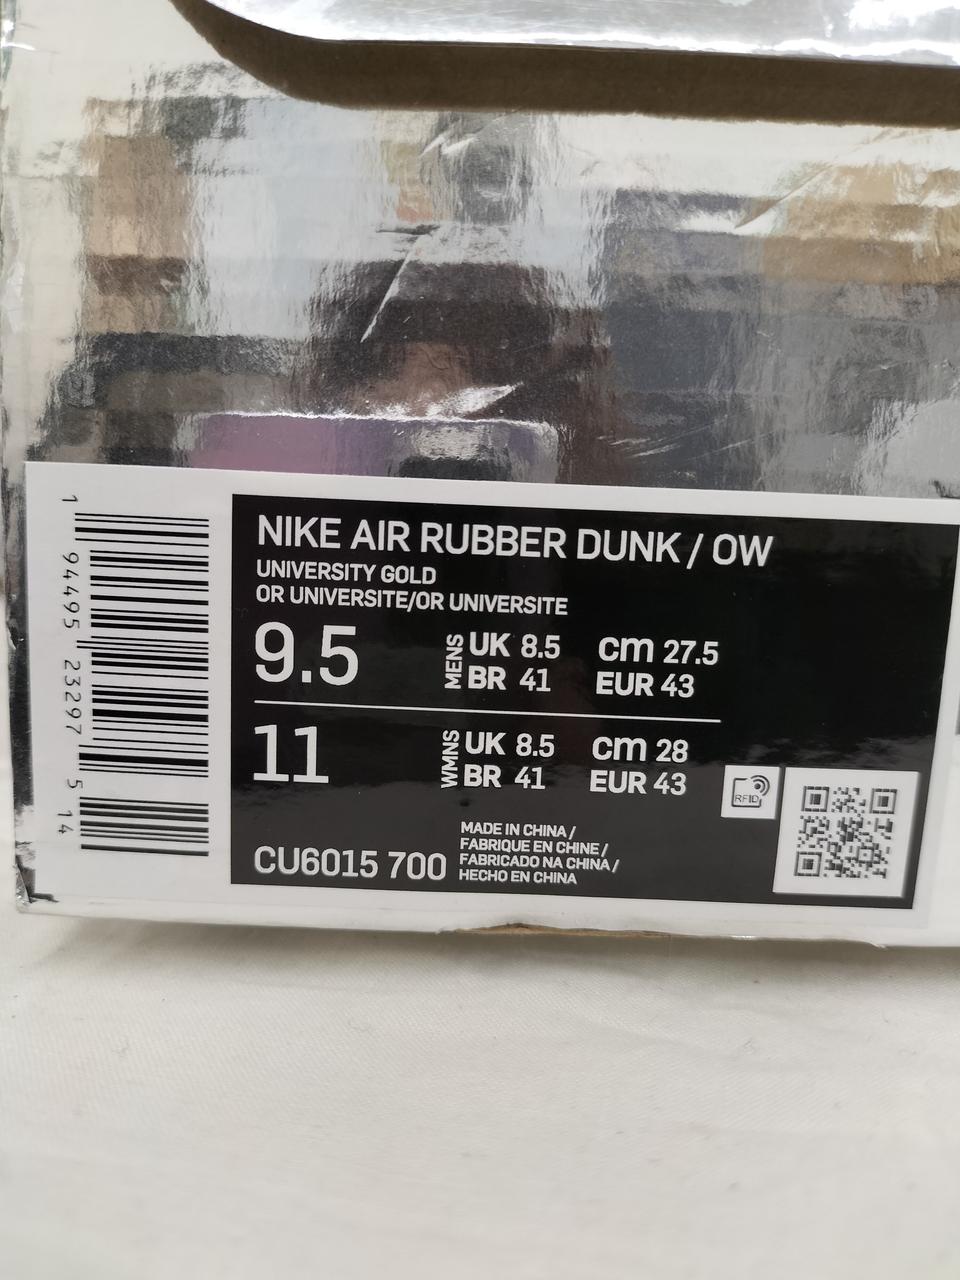 1 94495 23297 5 14
NIKE AIR RUBBER DUNK / OW
UNIVERSITY GOLD
OR UNIVERSITE/OR UNIVERSITE
9.5 MENS UK 8.5 cm 27.5
BR 41 EUR 43
11 WMNS UK 8.5 cm 28
BR 41 EUR 43
RFID
CU6015 700
MADE IN CHINA /
FABRIQUE EN CHINE /
FABRICADO NA CHINA /
HECHO EN CHINA